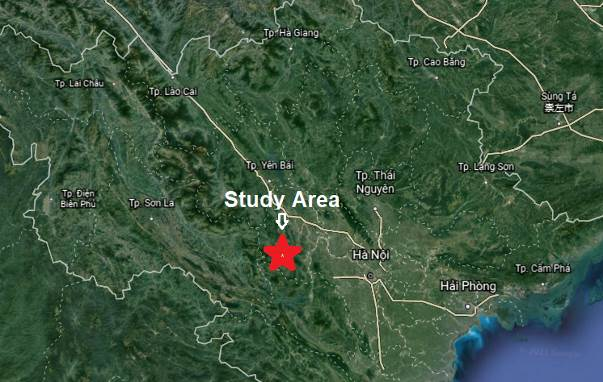 Tp. Hà Giang
Tp. Cao Bằng
Tp. Lai Châu
Tp. Lào Cai
Sùng Tả
崇左市
Tp. Yên Bái
Tp. Thái
Nguyên
Tp. Lạng Sơn
Tp. Điện
Biên Phủ
Tp. Sơn La
Study Area
Hà Nội
Tp. Cẩm Phả
Hải Phòng